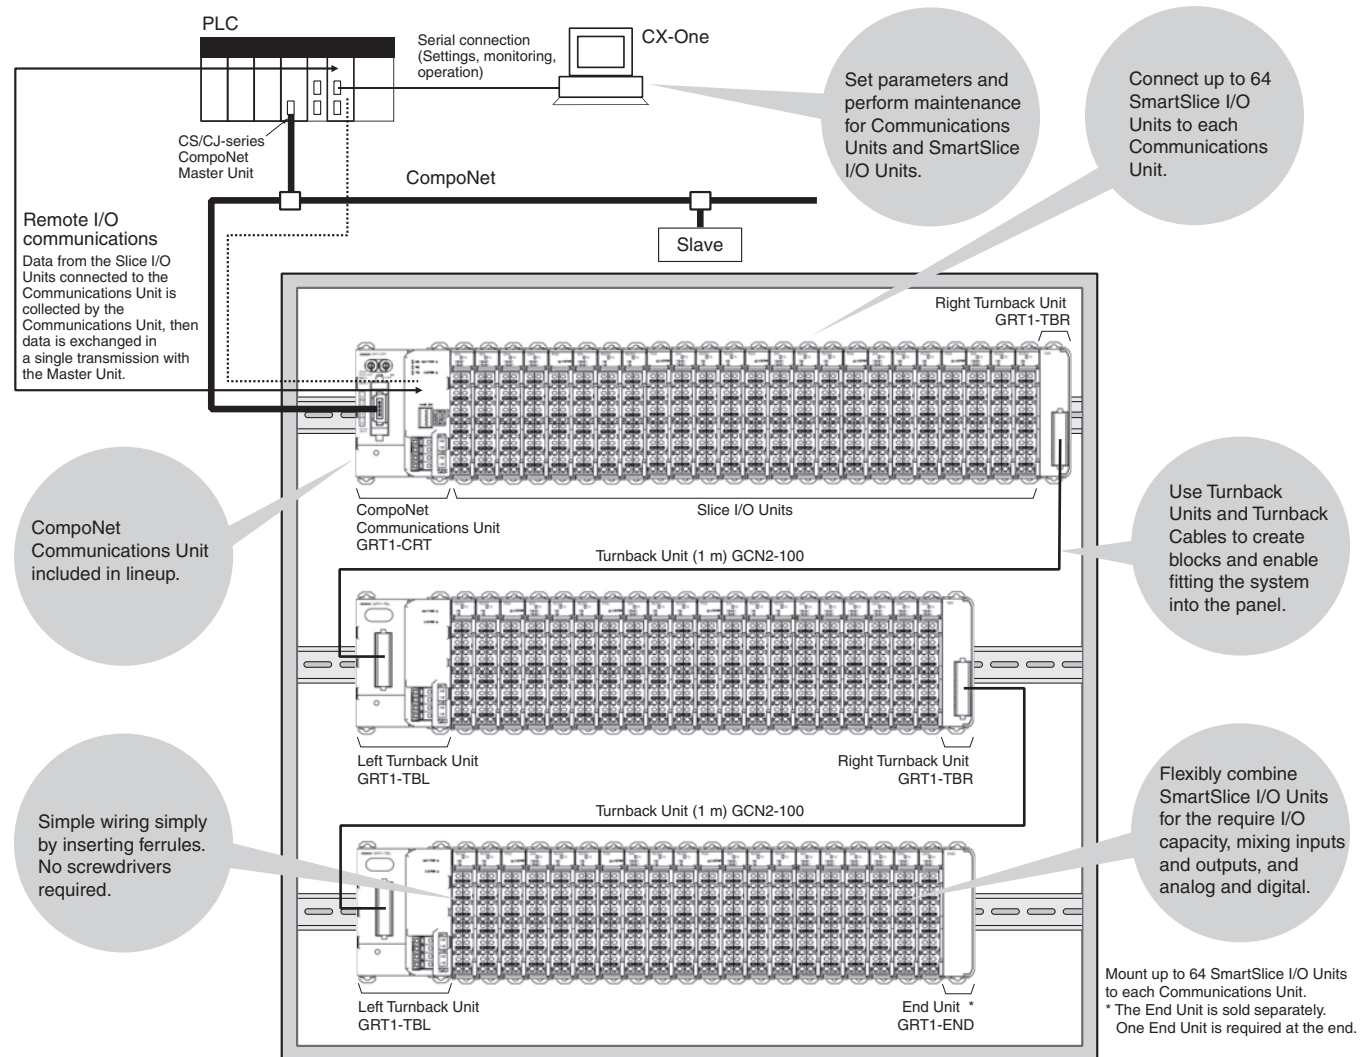 PLC
Serial connection
(Settings, monitoring,
operation)
CX-One
CS/CJ-series
CompoNet
Master Unit
CompoNet
Slave
Set parameters and
perform maintenance
for Communications
Units and SmartSlice
I/O Units.
Connect up to 64
SmartSlice I/O
Units to each
Communications
Unit.
Remote I/O
communications
Data from the Slice I/O
Units connected to the
Communications Unit is
collected by the
Communications Unit, then
data is exchanged in
a single transmission with
the Master Unit.
Right Turnback Unit
GRT1-TBR
CompoNet
Communications Unit
GRT1-CRT
Slice I/O Units
CompoNet
Communications Unit
included in lineup.
Turnback Unit (1 m) GCN2-100
Use Turnback
Units and Turnback
Cables to create
blocks and enable
fitting the system
into the panel.
Left Turnback Unit
GRT1-TBL
Right Turnback Unit
GRT1-TBR
Turnback Unit (1 m) GCN2-100
Simple wiring simply
by inserting ferrules.
No screwdrivers
required.
Flexibly combine
SmartSlice I/O Units
for the require I/O
capacity, mixing inputs
and outputs, and
analog and digital.
Left Turnback Unit
GRT1-TBL
End Unit *
GRT1-END
Mount up to 64 SmartSlice I/O Units
to each Communications Unit.
* The End Unit is sold separately.
One End Unit is required at the end.